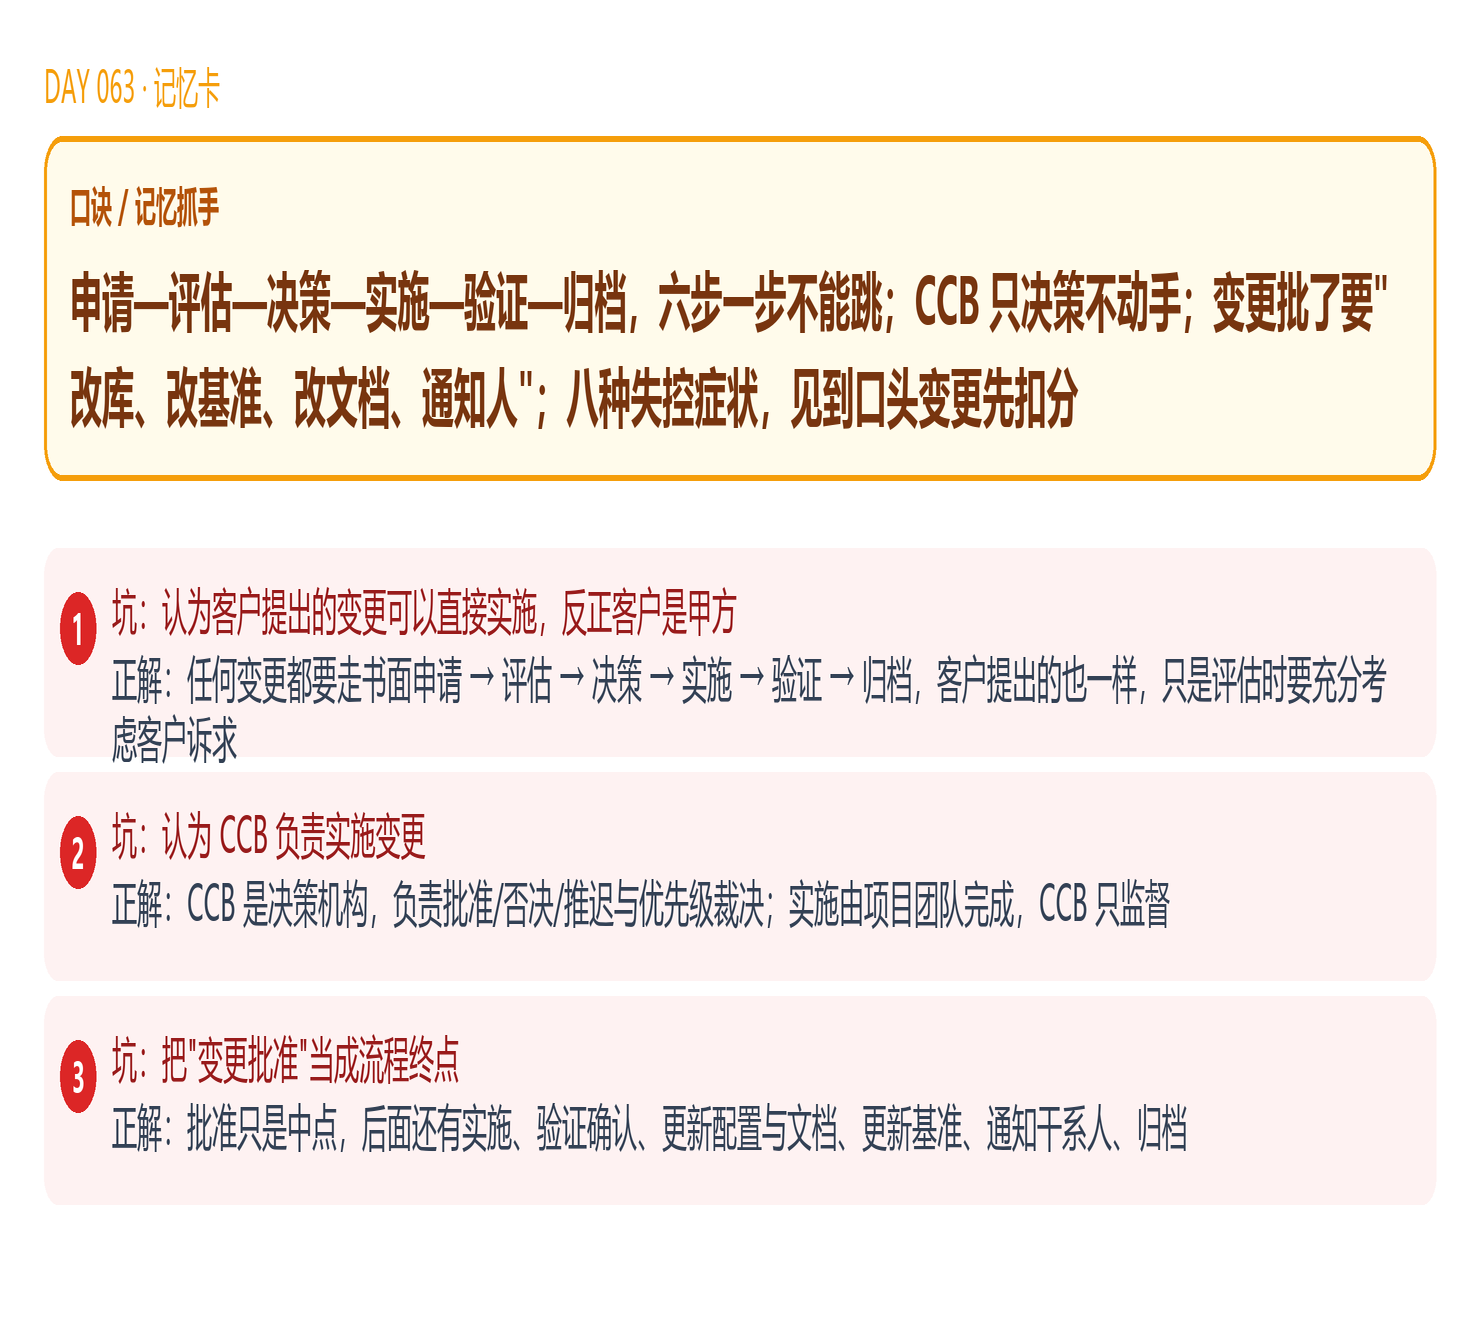 DAY 063 · 记忆卡
口诀 / 记忆抓手
申请—评估—决策—实施—验证—归档，六步一步不能跳；CCB 只决策不动手；变更批了要"
改库、改基准、改文档、通知人"；八种失控症状，见到口头变更先扣分
1 坑：认为客户提出的变更可以直接实施，反正客户是甲方
正解：任何变更都要走书面申请 → 评估 → 决策 → 实施 → 验证 → 归档，客户提出的也一样，只是评估时要充分考
虑客户诉求
2 坑：认为 CCB 负责实施变更
正解：CCB 是决策机构，负责批准/否决/推迟与优先级裁决；实施由项目团队完成，CCB 只监督
3 坑：把"变更批准"当成流程终点
正解：批准只是中点，后面还有实施、验证确认、更新配置与文档、更新基准、通知干系人、归档